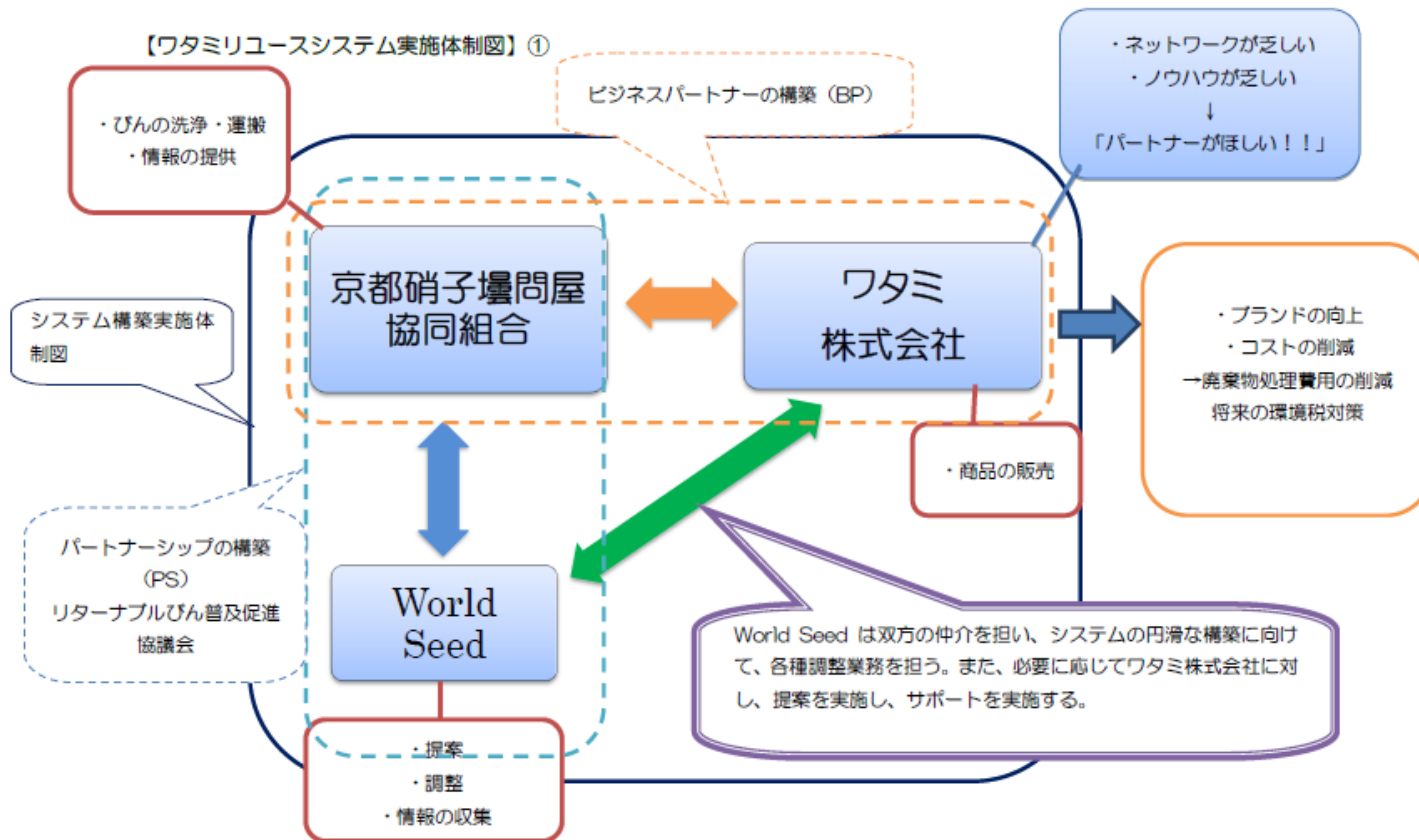 【ワタミリユースシステム実施体制図】①
・ネットワークが乏しい
・ノウハウが乏しい
↓
「パートナーがほしい！！」
ビジネスパートナーの構築（BP）
・びんの洗浄・運搬
・情報の提供
京都硝子壜問屋
協同組合
ワタミ
株式会社
システム構築実施体
制図
・ブランドの向上
・コストの削減
→廃棄物処理費用の削減
将来の環境税対策
・商品の販売
パートナーシップの構築
（PS）
リターナブルびん普及促進
協議会
World
Seed
World Seed は双方の仲介を担い、システムの円滑な構築に向け
て、各種調整業務を担う。また、必要に応じてワタミ株式会社に対
し、提案を実施し、サポートを実施する。
・提案
・調整
・情報の収集